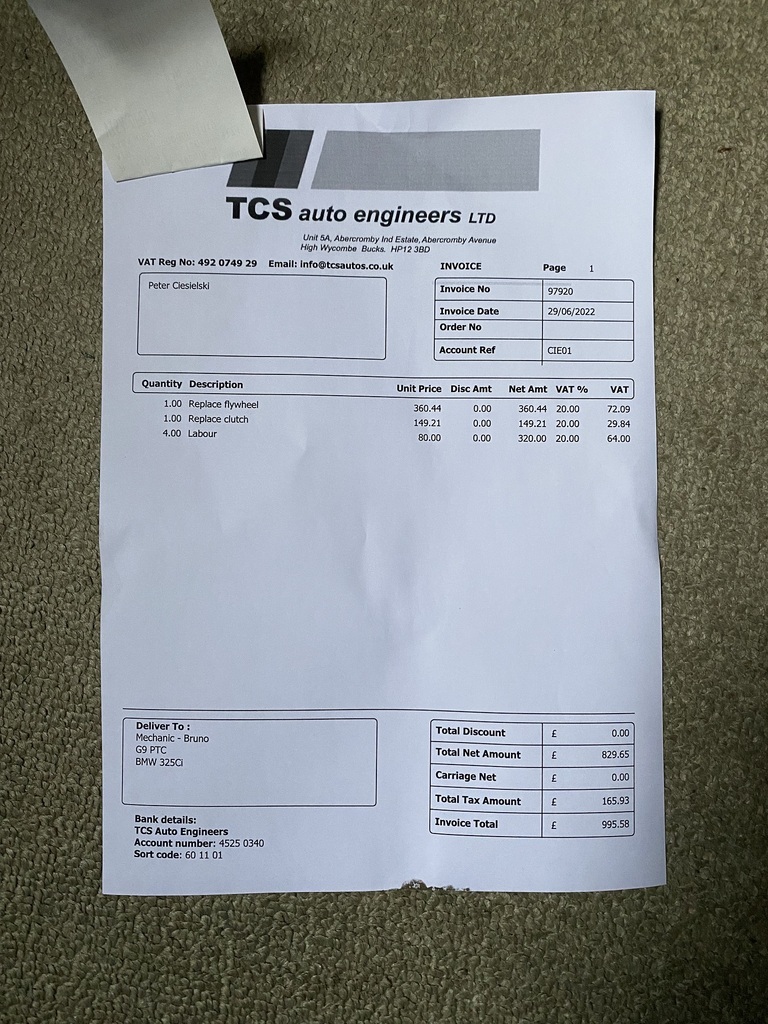 TCS auto engineers LTD
Unit 5A, Abercromby Ind Estate, Abercromby Avenue
High Wycombe Bucks. HP12 3BD
VAT Reg No: 492 0749 29 Email: info@tcsautos.co.uk
INVOICE Page 1
Peter Ciesielski
Invoice No 97920
Invoice Date 29/06/2022
Order No
Account Ref CIE01
Quantity Description Unit Price Disc Amt Net Amt VAT % VAT
1.00 Replace flywheel 360.44 0.00 360.44 20.00 72.09
1.00 Replace clutch 149.21 0.00 149.21 20.00 29.84
4.00 Labour 80.00 0.00 320.00 20.00 64.00
Deliver To :
Mechanic - Bruno
G9 PTC
BMW 325Ci
Total Discount £ 0.00
Total Net Amount £ 829.65
Carriage Net £ 0.00
Total Tax Amount £ 165.93
Invoice Total £ 995.58
Bank details:
TCS Auto Engineers
Account number: 4525 0340
Sort code: 60 11 01